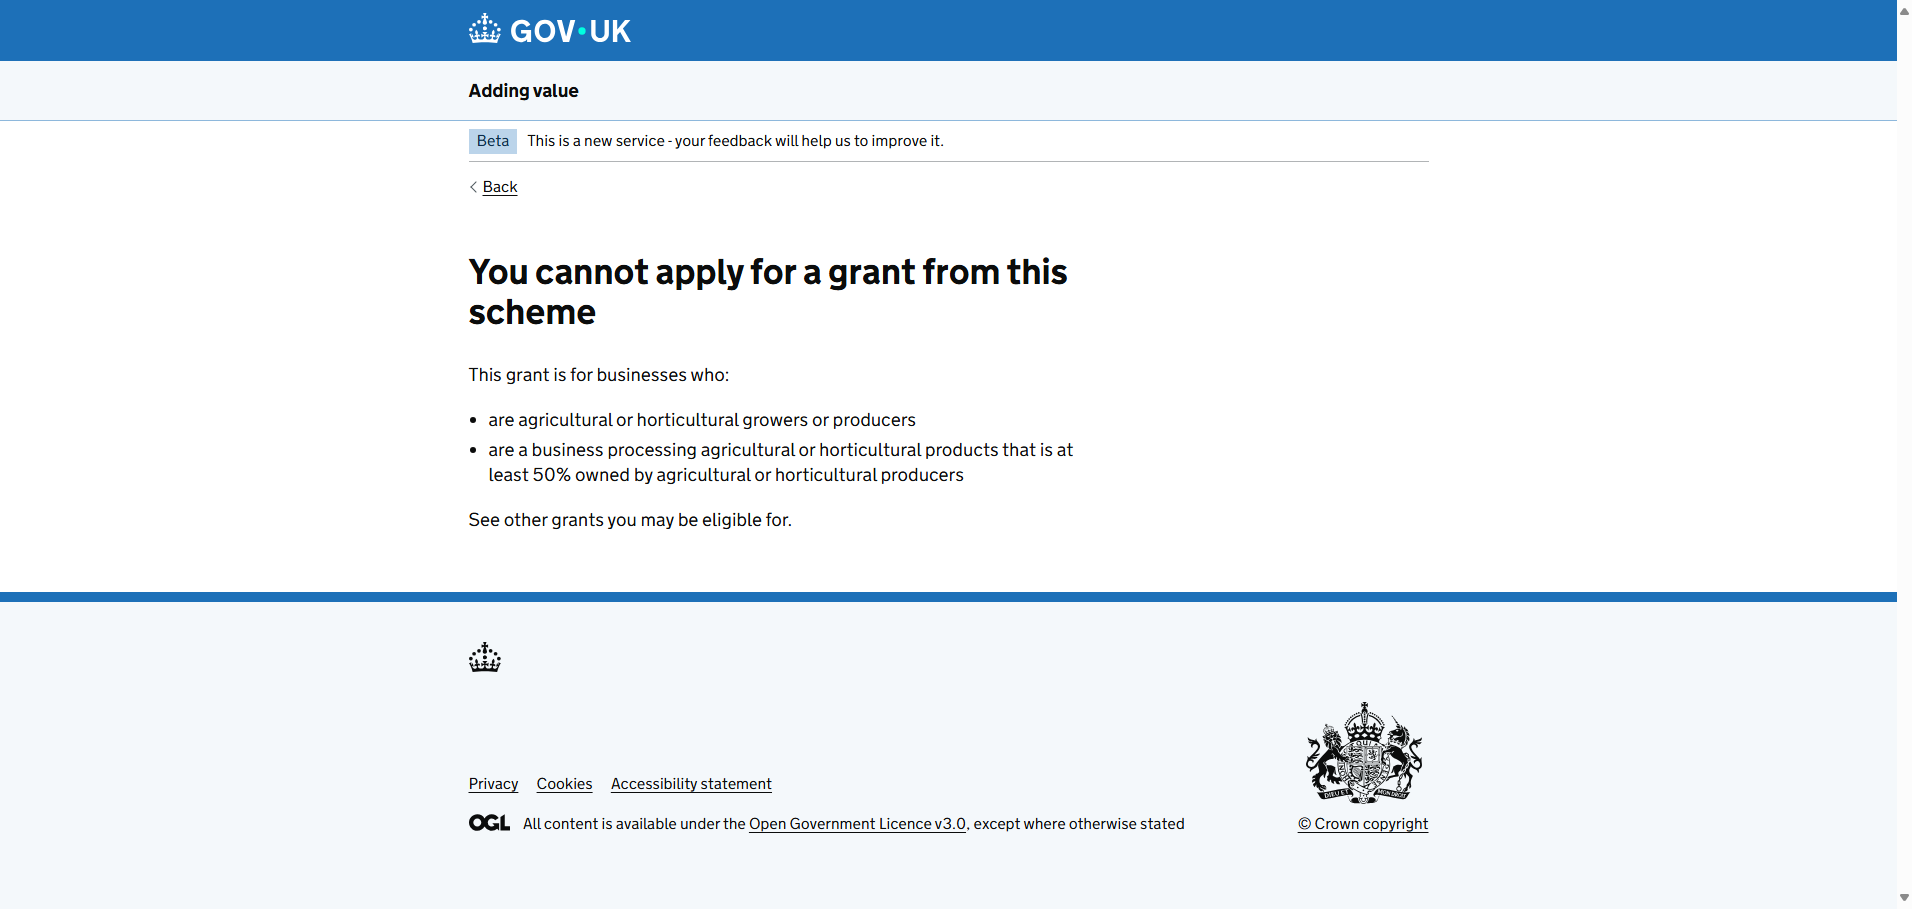 GOV·UK
Adding value
Beta This is a new service - your feedback will help us to improve it.
Back
You cannot apply for a grant from this
scheme
This grant is for businesses who:
• are agricultural or horticultural growers or producers
• are a business processing agricultural or horticultural products that is at
least 50% owned by agricultural or horticultural producers
See other grants you may be eligible for.
Privacy Cookies Accessibility statement
OGL All content is available under the Open Government Licence v3.0, except where otherwise stated
DIEU ET MON DROIT
© Crown copyright